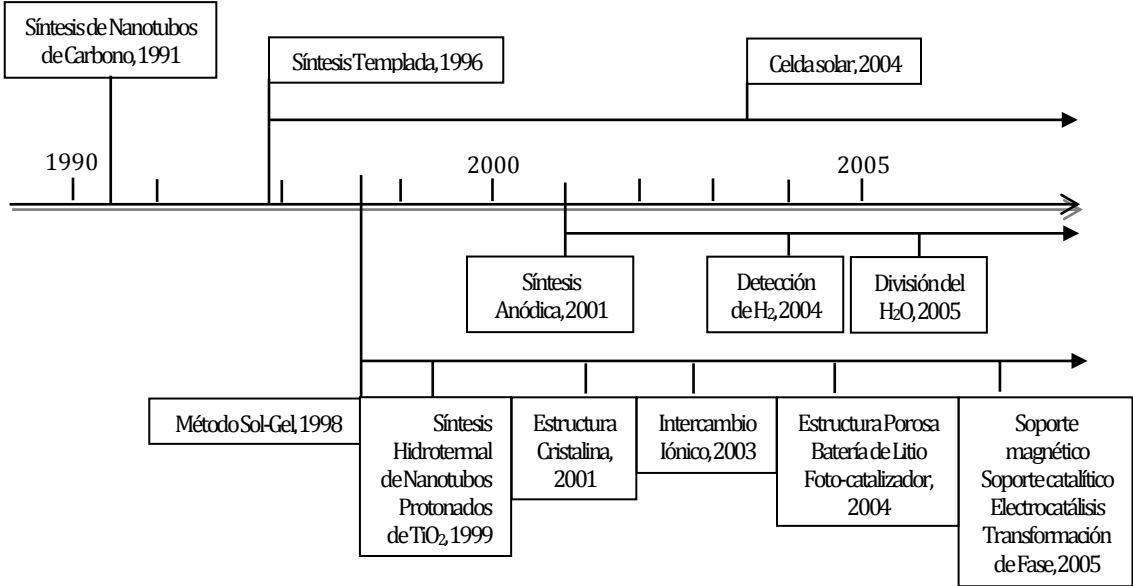 Síntesis de Nanotubos
de Carbono, 1991
Síntesis Templada, 1996
Celda solar, 2004
1990
2000
2005
Síntesis
Anódica, 2001
Detección
de H₂, 2004
División del
H₂O, 2005
Método Sol-Gel, 1998
Síntesis
Hidrotermal
de Nanotubos
Protonados
de TiO₂, 1999
Estructura
Cristalina,
2001
Intercambio
Iónico, 2003
Estructura Porosa
Batería de Litio
Foto-catalizador,
2004
Soporte
magnético
Soporte catalítico
Electrocatálisis
Transformación
de Fase, 2005